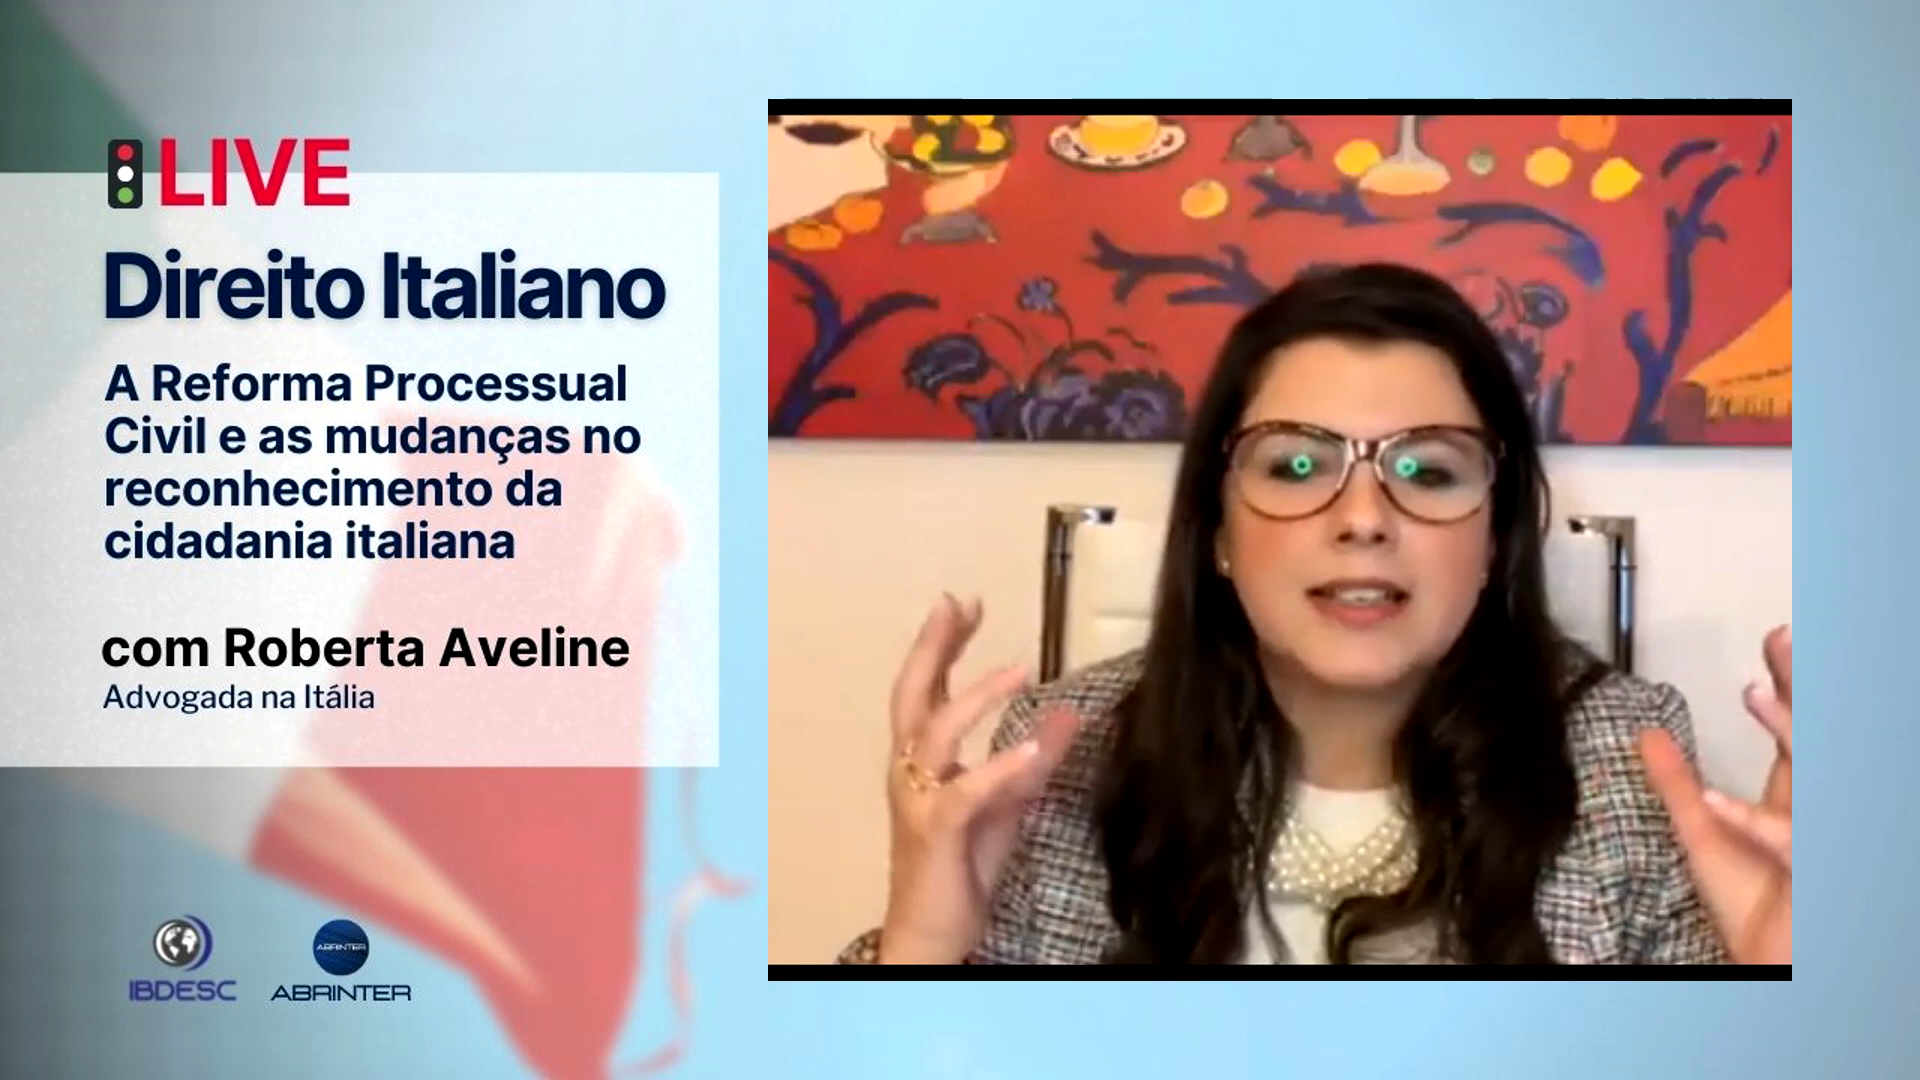 LIVE
Direito Italiano
A Reforma Processual
Civil e as mudanças no
reconhecimento da
cidadania italiana
com Roberta Aveline
Advogada na Itália
IBDESC
ABRINTER
ABRINTER